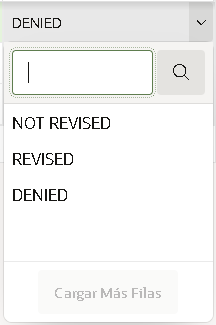 DENIED
NOT REVISED
REVISED
DENIED
Cargar Más Filas